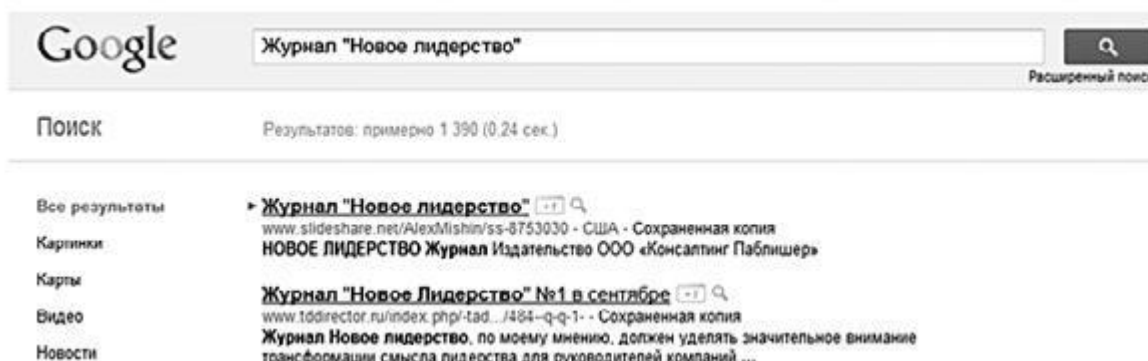 Google
Журнал "Новое лидерство"
Расширенный поис
Поиск
Результатов: примерно 1 390 (0.24 сек.)
Все результаты
Картинки
Карты
Видео
Новости
Журнал "Новое лидерство" +1
www.slideshare.net/AlexMishin/ss-8753030 - США - Сохраненная копия
НОВОЕ ЛИДЕРСТВО Журнал Издательство ООО «Консалтинг Паблишер»
Журнал "Новое Лидерство" №1 в сентябре +1
www.tddirector.ru/index.php/-tad.../484--q-q-1- - Сохраненная копия
Журнал Новое лидерство, по моему мнению, должен уделять значительное внимание
трансформации смысла лидерства для руководителей компаний ...